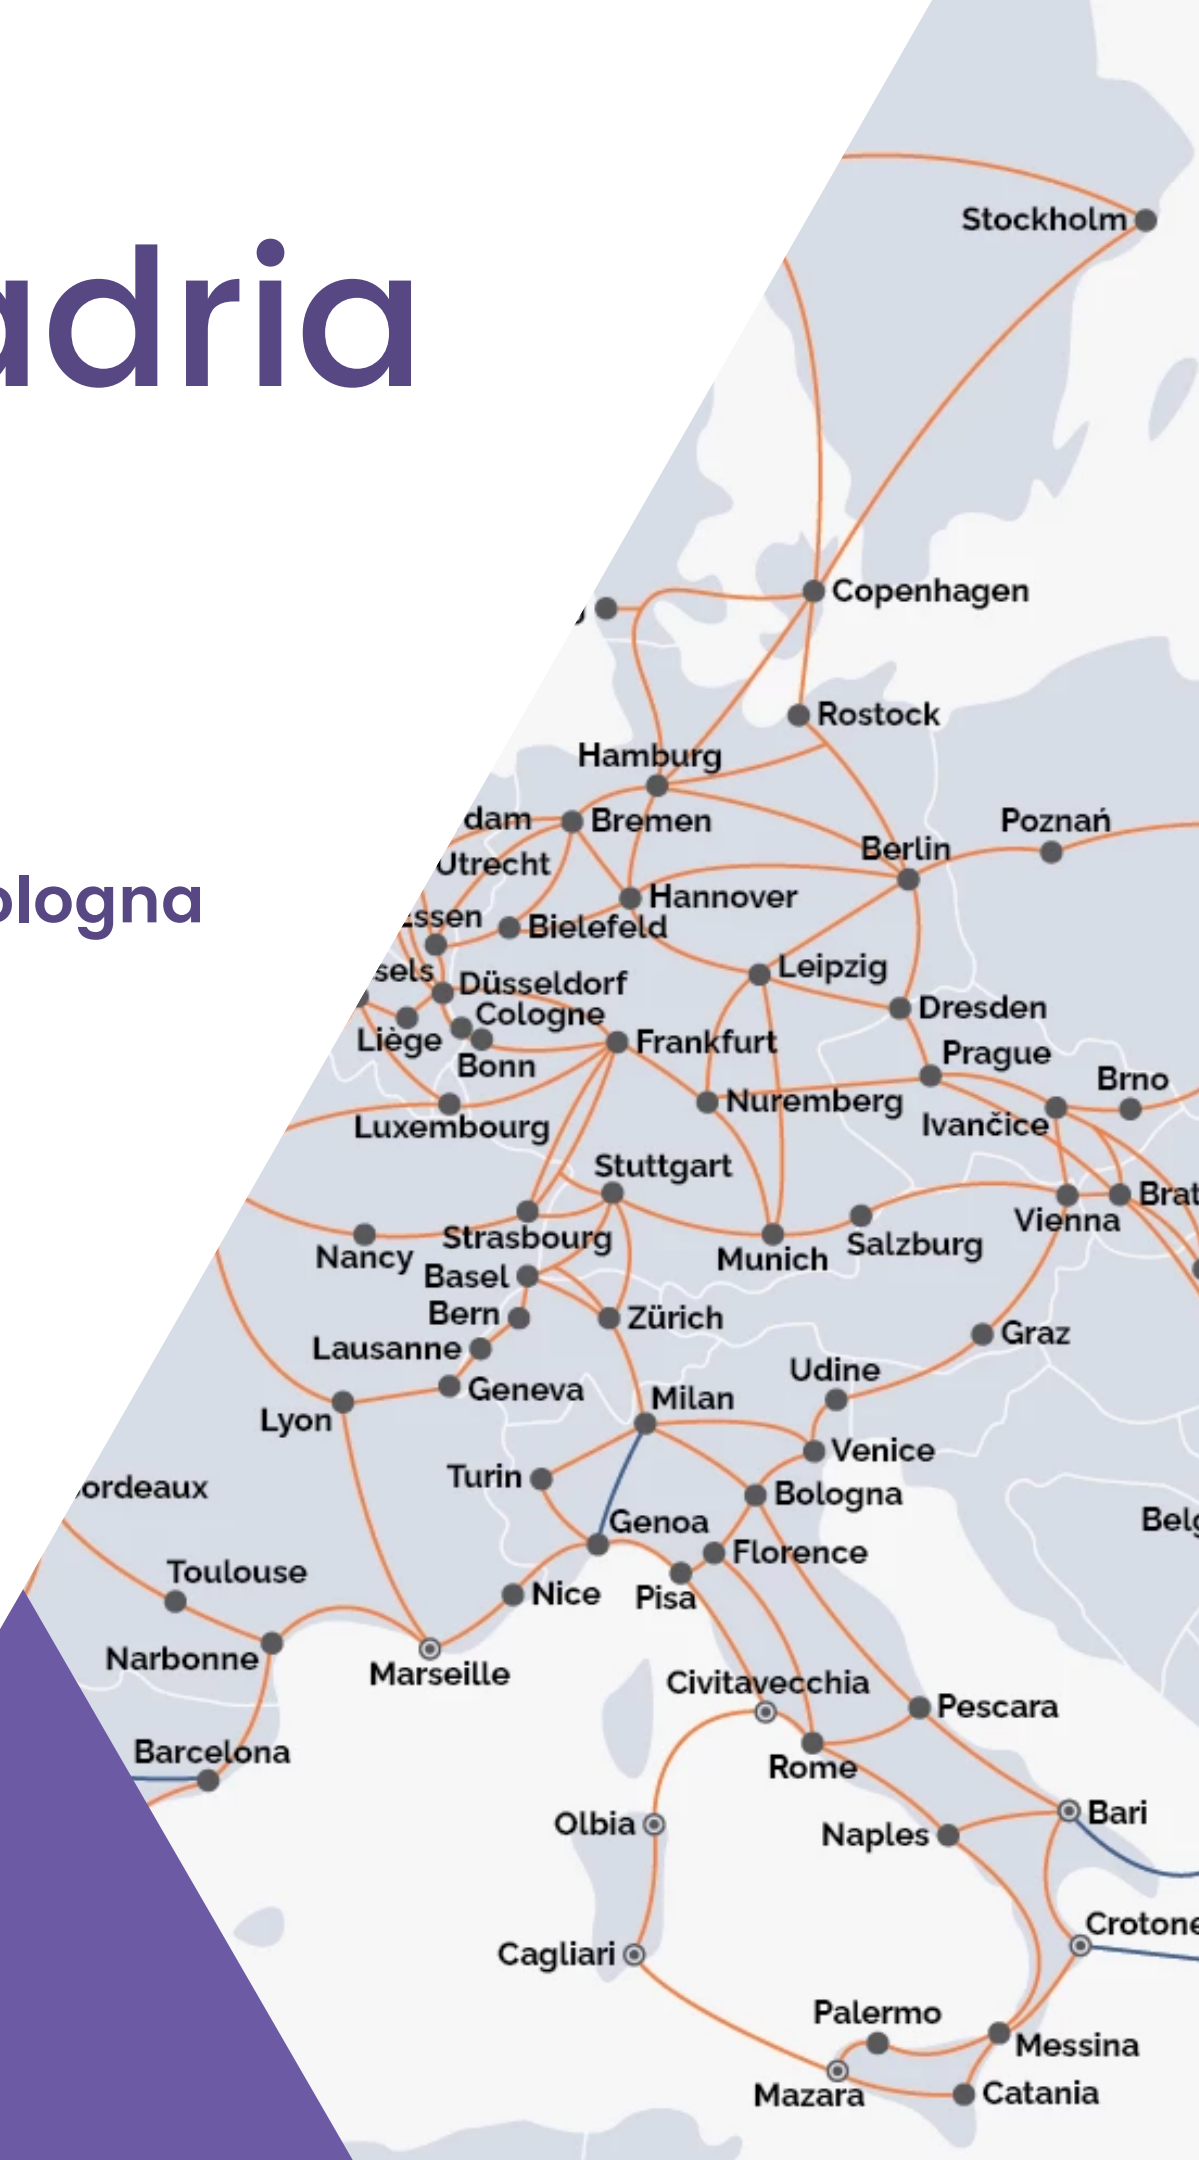 adria
ologna
Stockholm
Copenhagen
Rostock
Hamburg
dam
Bremen
Poznań
Berlin
Utrecht
Hannover
Essen
Bielefeld
Leipzig
sels
Düsseldorf
Cologne
Dresden
Liège
Frankfurt
Bonn
Prague
Brno
Nuremberg
Ivančice
Luxembourg
Stuttgart
Brat
Vienna
Strasbourg
Nancy
Munich
Salzburg
Basel
Bern
Zürich
Graz
Lausanne
Udine
Geneva
Milan
Lyon
Venice
Turin
ordeaux
Bologna
Genoa
Belg
Florence
Toulouse
Nice
Pisa
Narbonne
Marseille
Civitavecchia
Pescara
Barcelona
Rome
Bari
Olbia
Naples
Crotone
Cagliari
Palermo
Messina
Mazara
Catania